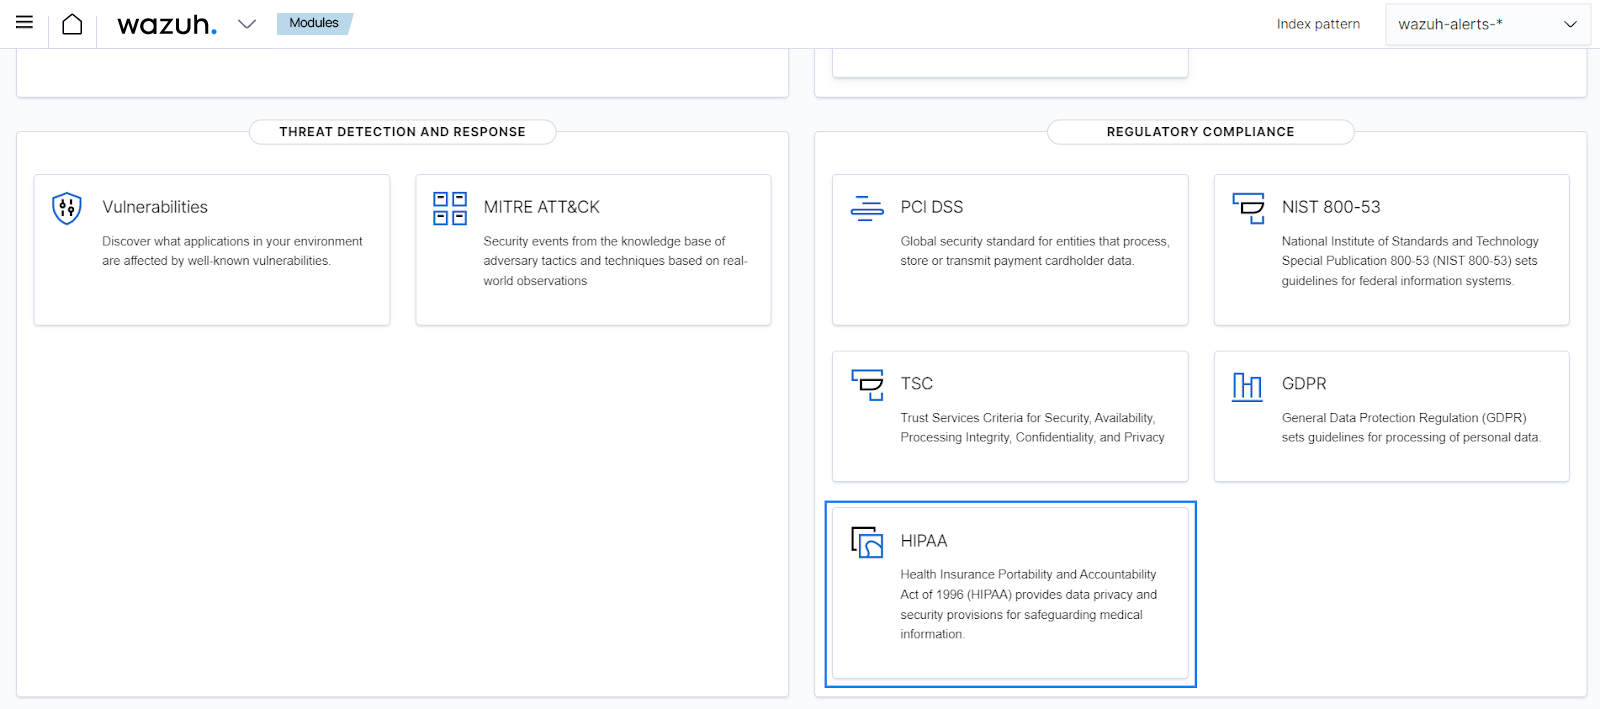 wazuh.
Modules
Index pattern
wazuh-alerts-*
THREAT DETECTION AND RESPONSE
Vulnerabilities
Discover what applications in your environment
are affected by well-known vulnerabilities.
MITRE ATT&CK
Security events from the knowledge base of
adversary tactics and techniques based on real-
world observations
REGULATORY COMPLIANCE
PCI DSS
Global security standard for entities that process,
store or transmit payment cardholder data.
NIST 800-53
National Institute of Standards and Technology
Special Publication 800-53 (NIST 800-53) sets
guidelines for federal information systems.
TSC
Trust Services Criteria for Security, Availability,
Processing Integrity, Confidentiality, and Privacy
GDPR
General Data Protection Regulation (GDPR)
sets guidelines for processing of personal data.
HIPAA
Health Insurance Portability and Accountability
Act of 1996 (HIPAA) provides data privacy and
security provisions for safeguarding medical
information.